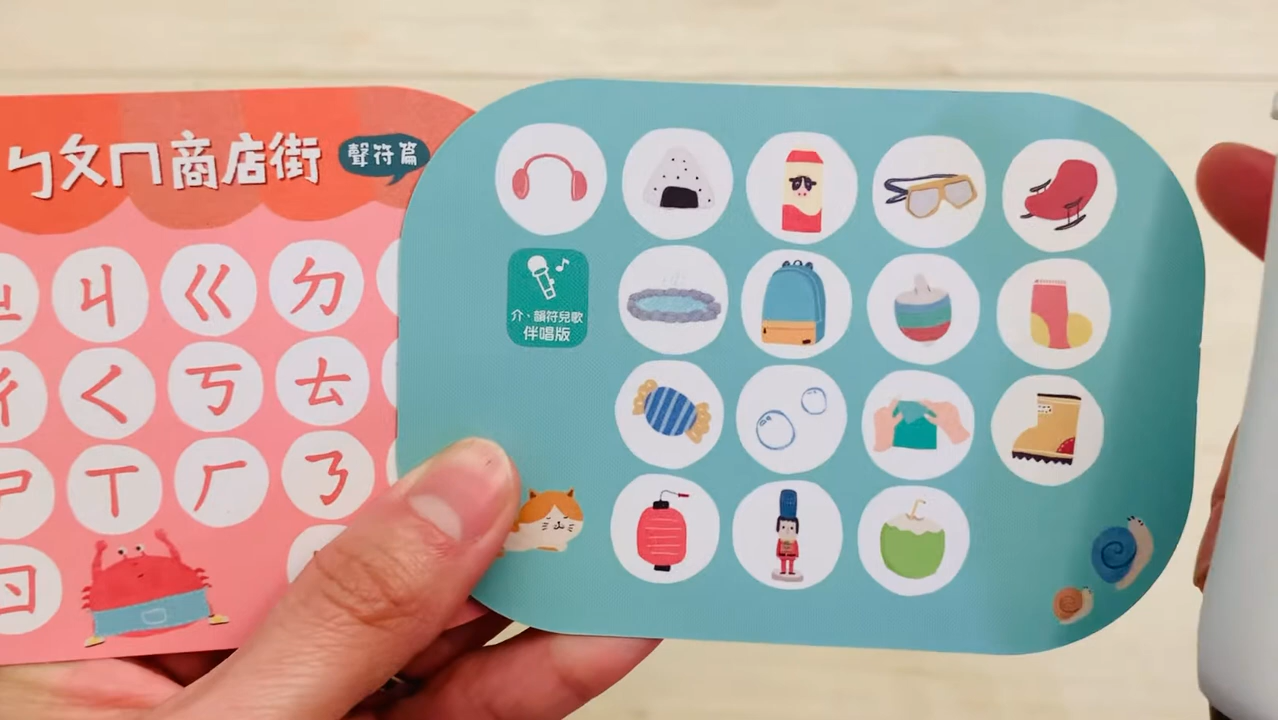 ㄅㄆㄇ商店街
聲符篇
ㄐ ㄍ ㄉ
ㄑ ㄎ ㄊ
ㄕ ㄒ ㄏ ㄋ
ㄖ
介、韻符兒歌
伴唱版